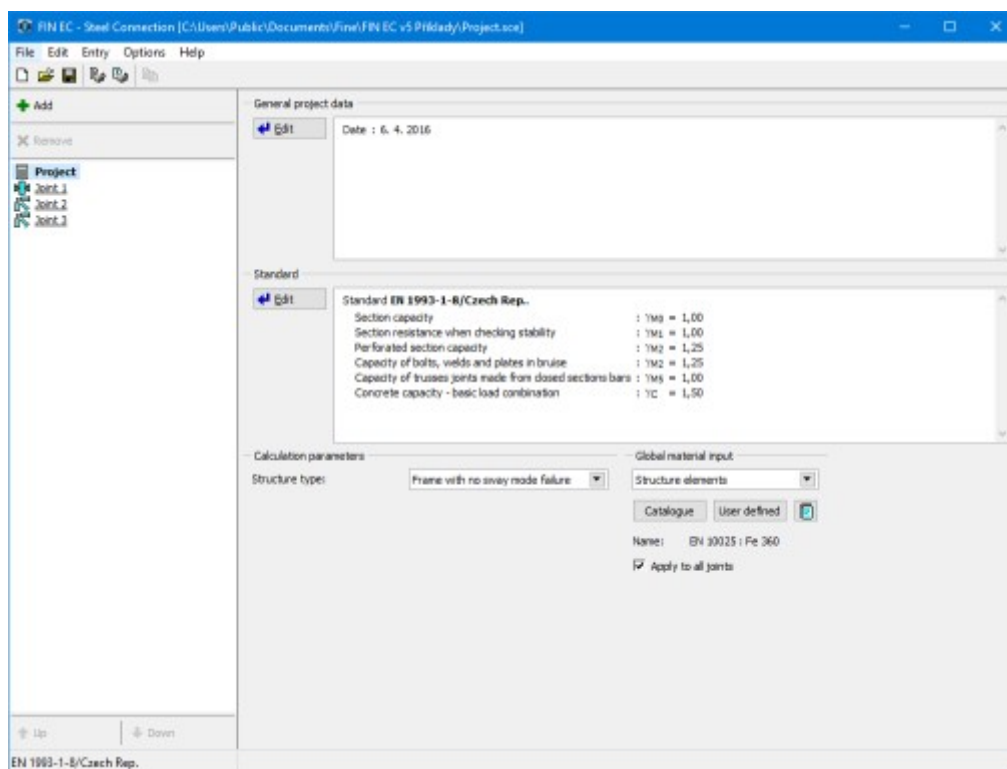 FIN EC - Steel Connection [C:\Users\Public\Documents\Fine\FIN EC v5 Příklady\Project.sce]
File Edit Entry Options Help
Add
Remove
Project
Joint 1
Joint 2
Joint 3
General project data
Edit
Date : 6. 4. 2016
Standard
Edit
Standard EN 1993-1-8/Czech Rep..
Section capacity : γM0 = 1,00
Section resistance when checking stability : γM1 = 1,00
Perforated section capacity : γM2 = 1,25
Capacity of bolts, welds and plates in bruise : γM2 = 1,25
Capacity of trusses joints made from closed sections bars : γM5 = 1,00
Concrete capacity - basic load combination : γC = 1,50
Calculation parameters
Structure type: Frame with no sway mode failure
Global material input
Structure elements
Catalogue User defined
Name: EN 10025 : Fe 360
Apply to all joints
Up Down
EN 1993-1-8/Czech Rep.